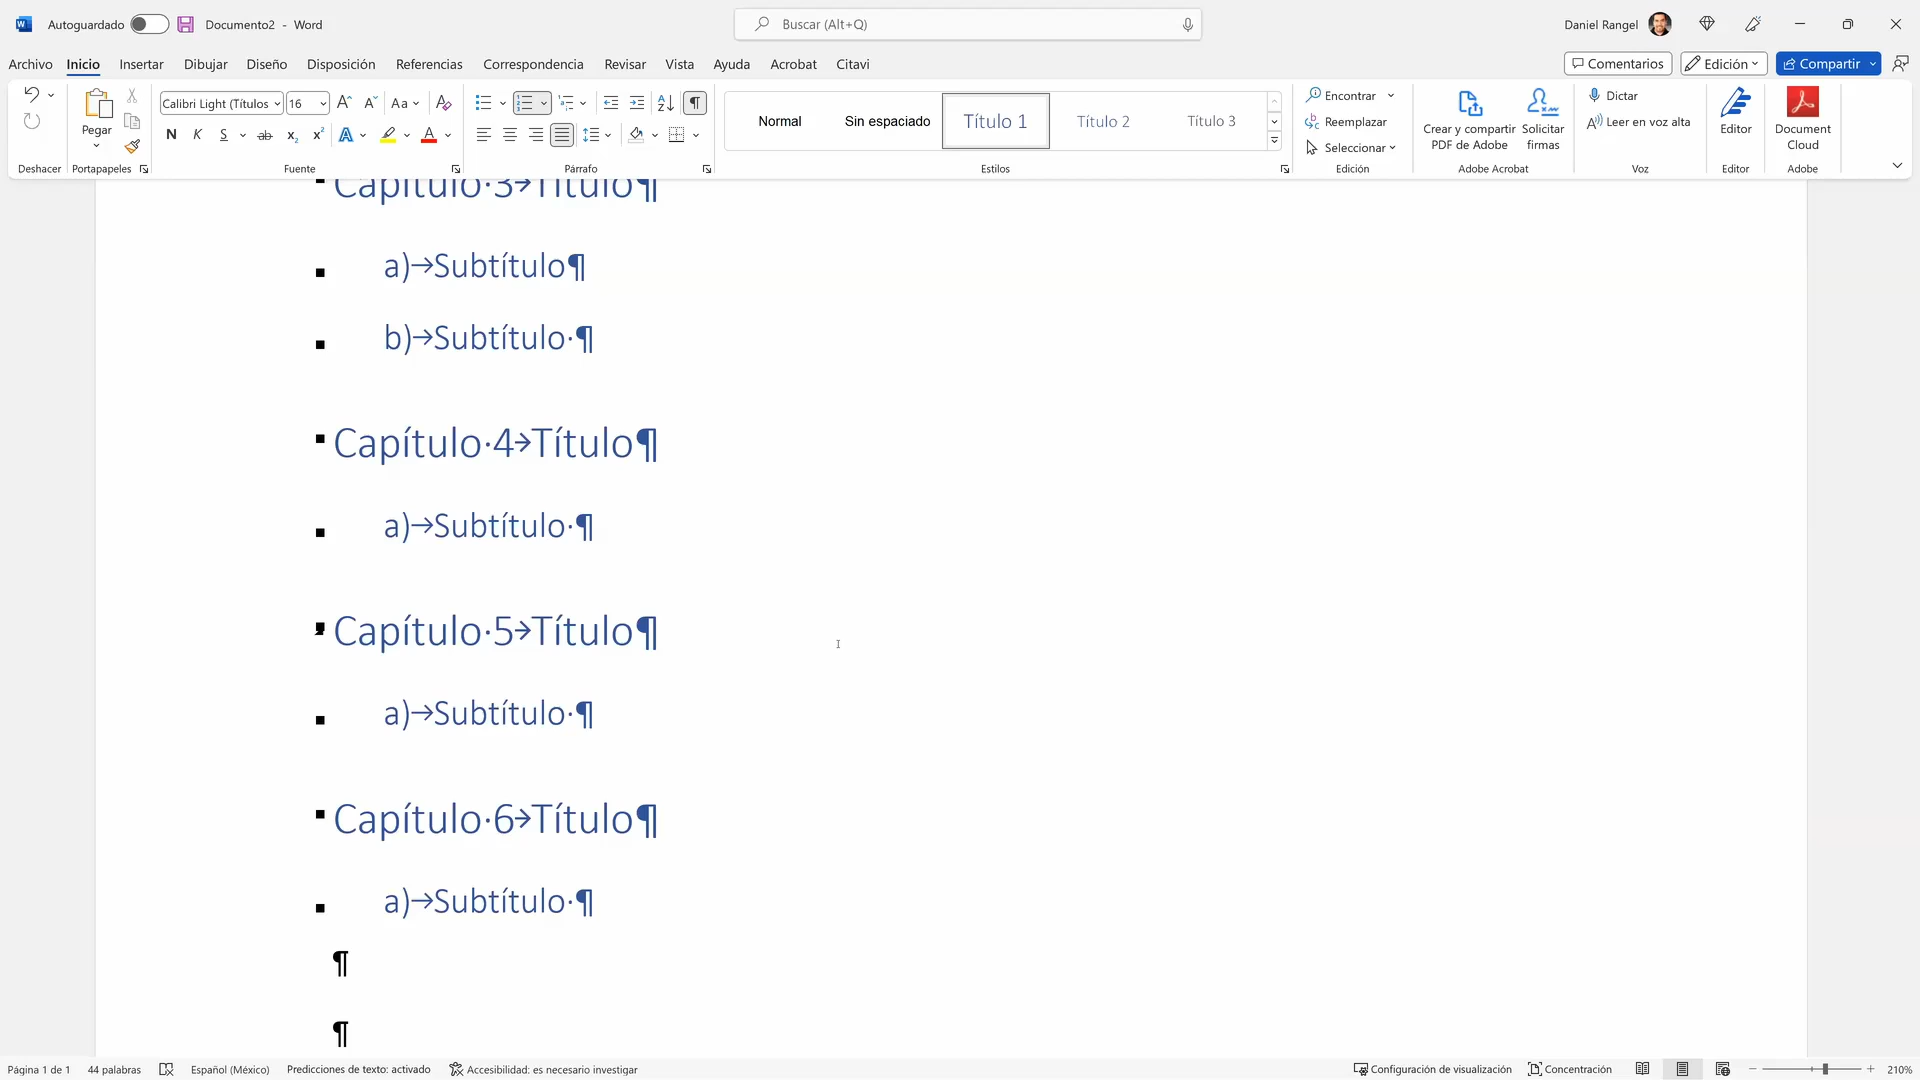 Autoguardado Documento2 - Word Buscar (Alt+Q) Daniel Rangel
Archivo Inicio Insertar Dibujar Diseño Disposición Referencias Correspondencia Revisar Vista Ayuda Acrobat Citavi Comentarios Edición Compartir
Calibri Light (Títulos 16 Aa
Pegar
N K S ab x₂ x² A A
Normal Sin espaciado Título 1 Título 2 Título 3
Encontrar
Reemplazar
Seleccionar
Crear y compartir PDF de Adobe
Solicitar firmas
Dictar
Leer en voz alta
Editor
Document Cloud
Deshacer Portapapeles Fuente Párrafo Estilos Edición Adobe Acrobat Voz Editor Adobe
Capítulo·3→Título¶
a)→Subtítulo¶
b)→Subtítulo·¶
Capítulo·4→Título¶
a)→Subtítulo·¶
Capítulo·5→Título¶
a)→Subtítulo·¶
Capítulo·6→Título¶
a)→Subtítulo·¶
¶
¶
Página 1 de 1 44 palabras Español (México) Predicciones de texto: activado Accesibilidad: es necesario investigar Configuración de visualización Concentración 210%